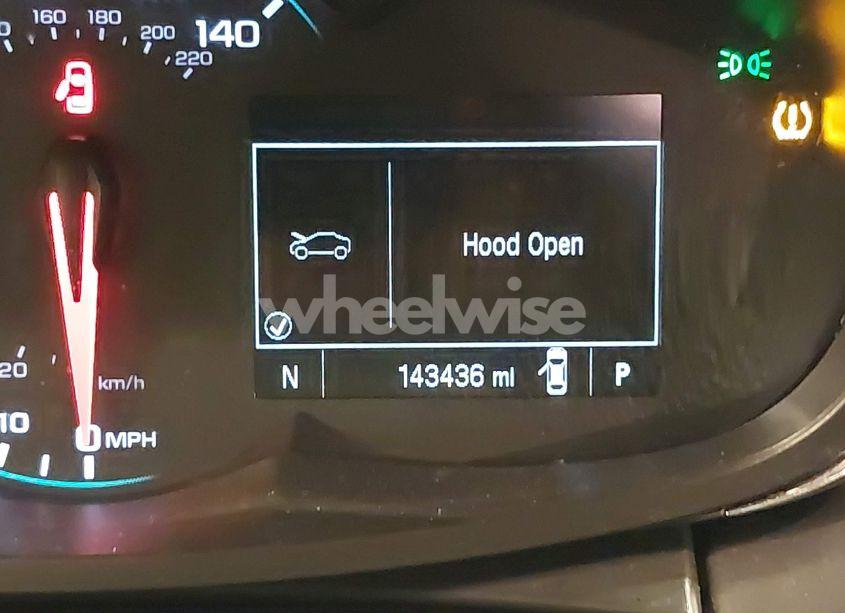 160 180 200 220
140
Hood Open
wheelwise
N 143436 mi P
20 km/h
10 0 MPH